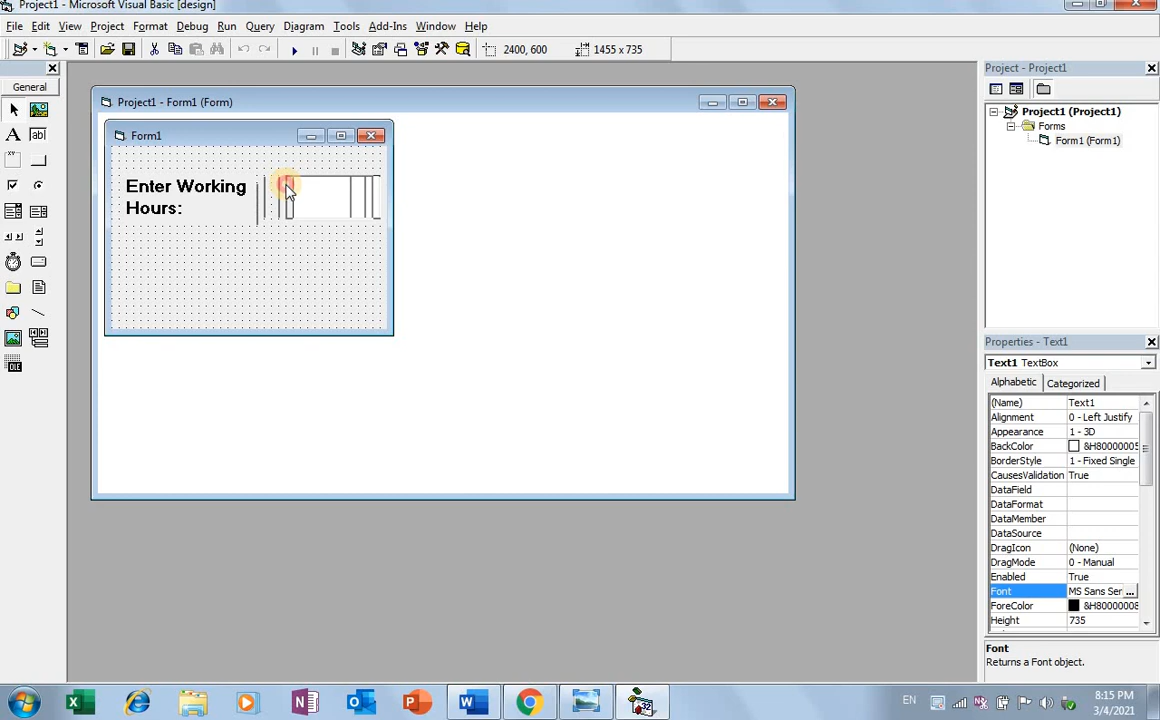 Project1 - Microsoft Visual Basic [design]
File Edit View Project Format Debug Run Query Diagram Tools Add-Ins Window Help
2400, 600 1455 x 735
General
Project1 - Form1 (Form)
Form1
Enter Working
Hours:
A ab|
OLE
Project - Project1
Project1 (Project1)
Forms
Form1 (Form1)
Properties - Text1
Text1 TextBox
Alphabetic Categorized
(Name) Text1
Alignment 0 - Left Justify
Appearance 1 - 3D
BackColor &H80000005
BorderStyle 1 - Fixed Single
CausesValidation True
DataField
DataFormat
DataMember
DataSource
DragIcon (None)
DragMode 0 - Manual
Enabled True
Font MS Sans Ser ...
ForeColor &H80000008
Height 735
Font
Returns a Font object.
EN 8:15 PM
3/4/2021